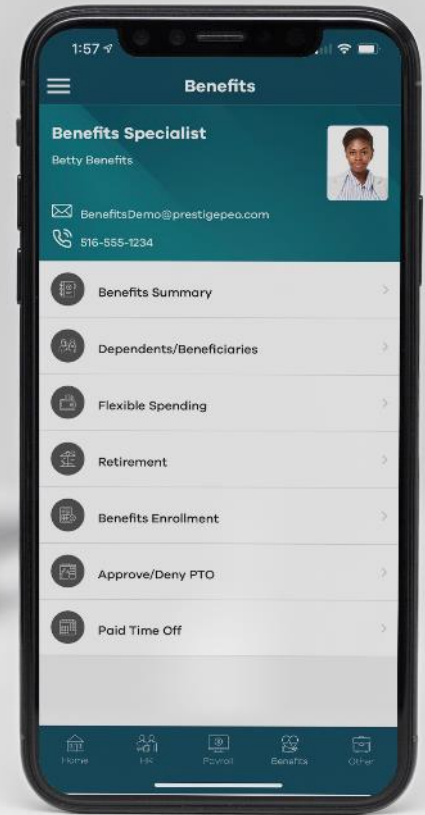 1:57
Benefits
Benefits Specialist
Betty Benefits
BenefitsDemo@prestigepeo.com
516-555-1234
Benefits Summary
Dependents/Beneficiaries
Flexible Spending
Retirement
Benefits Enrollment
Approve/Deny PTO
Paid Time Off
Home
HR
Payroll
Benefits
Other